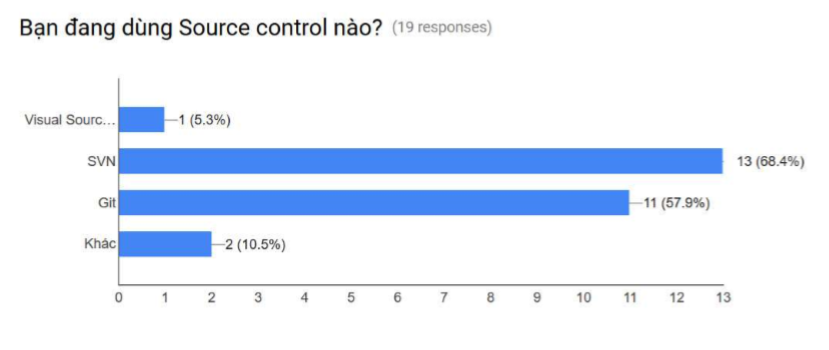 Bạn đang dùng Source control nào? (19 responses)
Visual Sourc... 1 (5.3%)
SVN 13 (68.4%)
Git 11 (57.9%)
Khác 2 (10.5%)
0 1 2 3 4 5 6 7 8 9 10 11 12 13